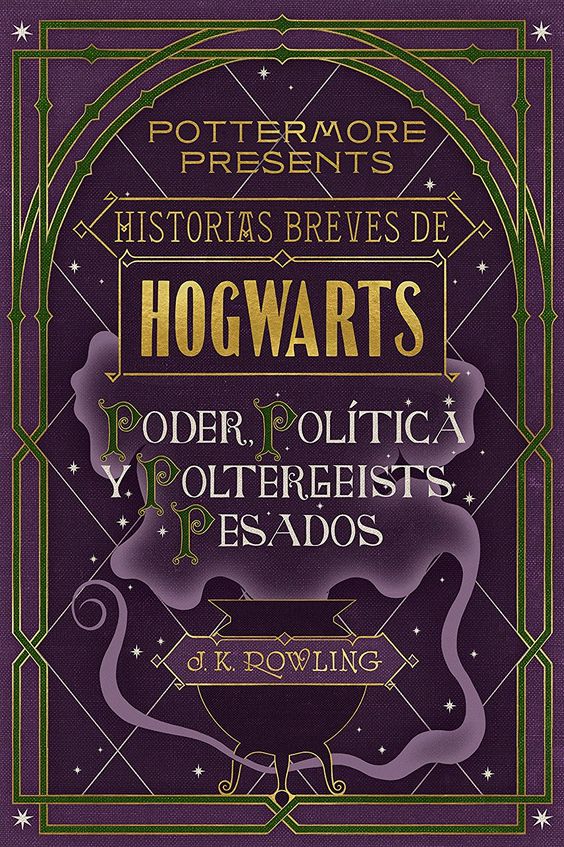 POTTERMORE
PRESENTS
HISTORIAS BREVES DE
HOGWARTS
PODER, POLÍTICA
Y POLTERGEISTS
PESADOS
J. K. ROWLING